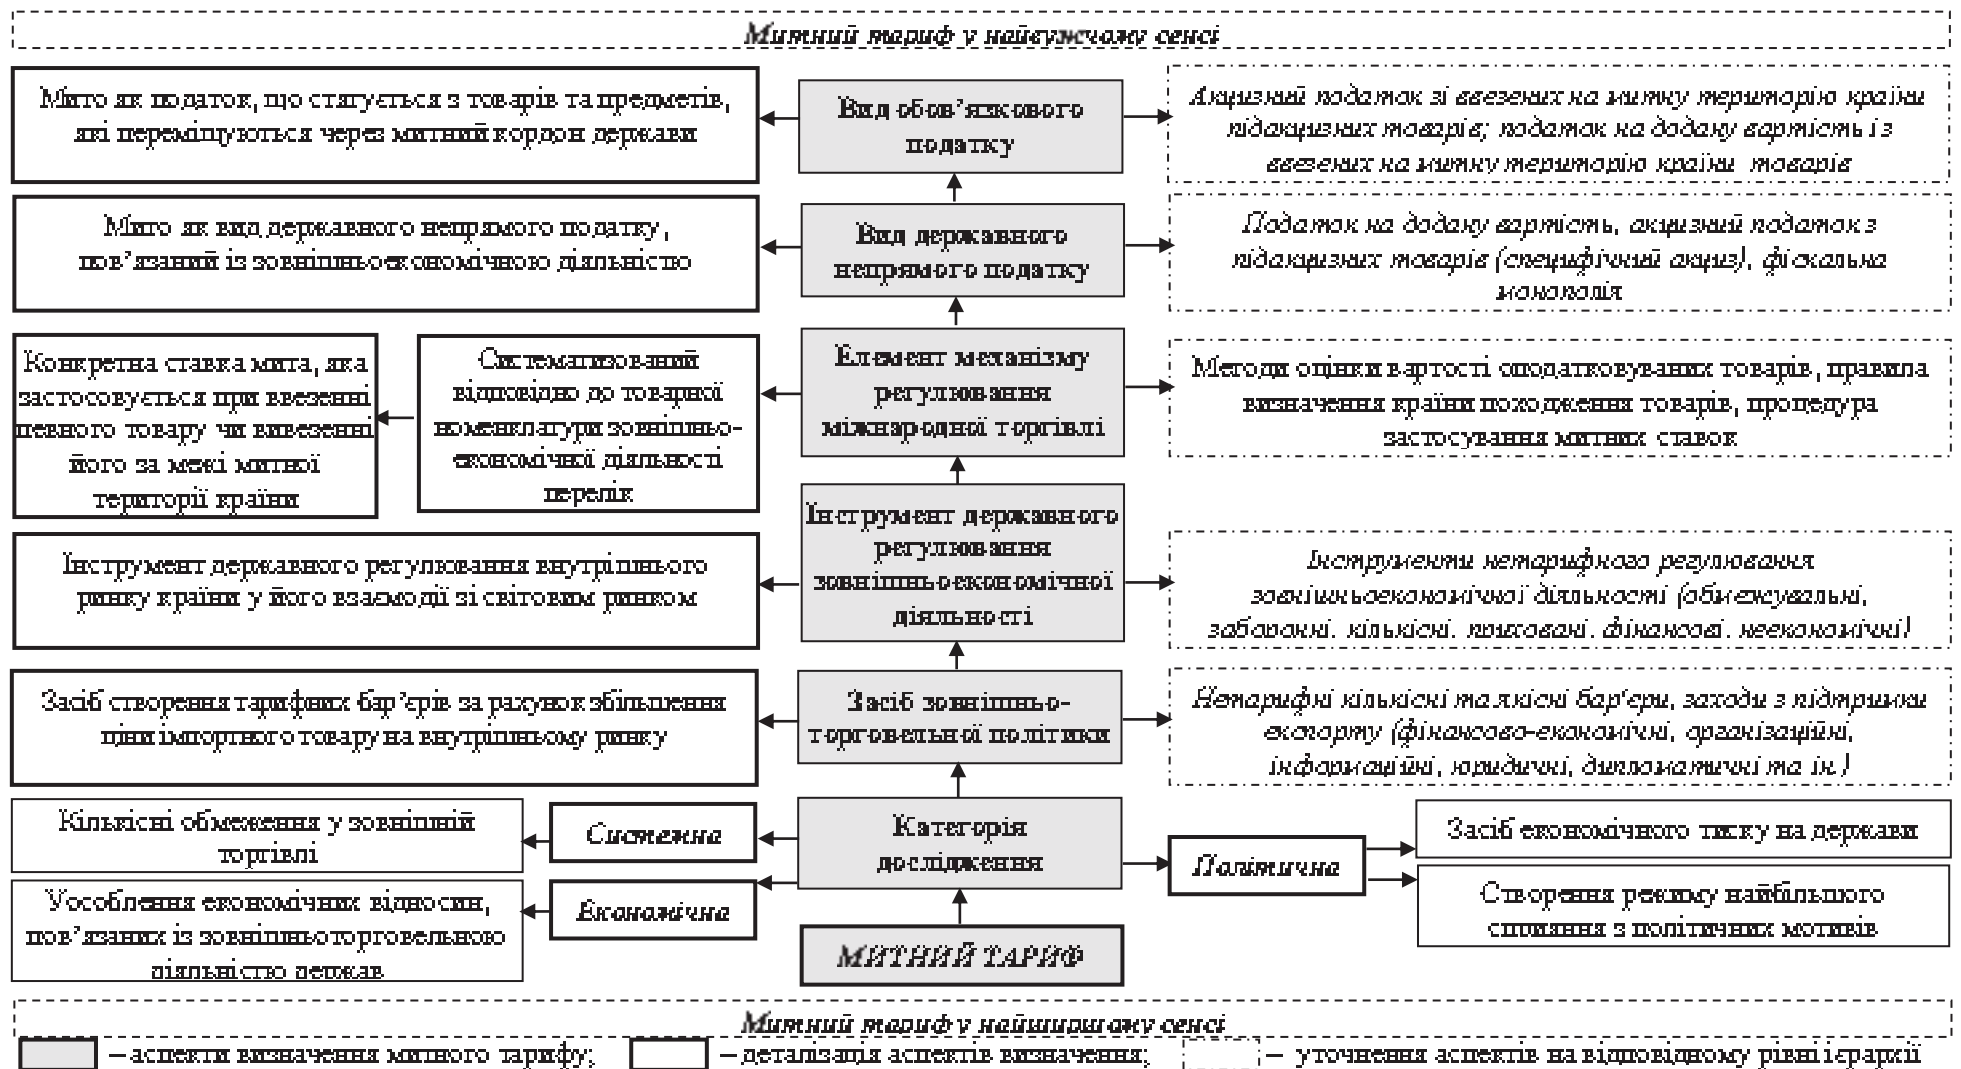 Митний тариф у найвужчому сенсі
Мито як податок, що стягується з товарів та предметів,
які переміщуються через митний кордон держави
Вид обов’язкового
податку
Акцизний податок зі ввезених на митну територію країни
підакцизних товарів; податок на додану вартість із
ввезених на митну територію країни товарів
Мито як вид державного непрямого податку,
пов’язаний із зовнішньоекономічною діяльністю
Вид державного
непрямого податку
Податок на додану вартість, акцизний податок з
підакцизних товарів (специфічний акциз), фіскальна
монополія
Конкретна ставка мита, яка
застосовується при ввезенні
певного товару чи вивезенні
його за межі митної
території країни
Систематизований
відповідно до товарної
номенклатури зовнішньо-
економічної діяльності
перелік
Елемент механізму
регулювання
міжнародної торгівлі
Методи оцінки вартості оподатковуваних товарів, правила
визначення країни походження товарів, процедура
застосування митних ставок
Інструмент державного регулювання внутрішнього
ринку країни у його взаємодії зі світовим ринком
Інструмент державного
регулювання
зовнішньоекономічної
діяльності
Інструменти нетарифного регулювання
зовнішньоекономічної діяльності (обмежувальні,
заборонні, кількісні, приховані, фінансові, неекономічні)
Засіб створення тарифних бар’єрів за рахунок збільшення
ціни імпортного товару на внутрішньому ринку
Засіб зовнішньо-
торговельної політики
Нетарифні кількісні та якісні бар’єри, заходи з підтримки
експорту (фінансово-економічні, організаційні,
інформаційні, юридичні, дипломатичні та ін.)
Кількісні обмеження у зовнішній
торгівлі
Системна
Категорія
дослідження
Політична
Засіб економічного тиску на держави
Уособлення економічних відносин,
пов’язаних із зовнішньоторговельною
діяльністю держав
Економічна
Створення режиму найбільшого
сприяння з політичних мотивів
МИТНИЙ ТАРИФ
Митний тариф у найширшому сенсі
– аспекти визначення митного тарифу;
– деталізація аспектів визначення;
– уточнення аспектів на відповідному рівні ієрархії